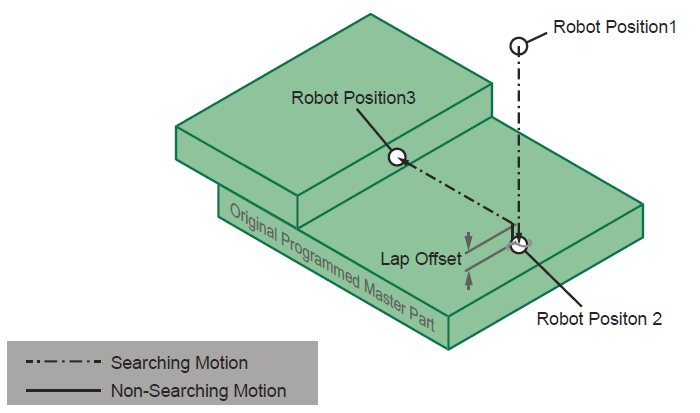 Robot Position1
Robot Position3
Original Programmed Master Part
Lap Offset
Robot Positon 2
Searching Motion
Non-Searching Motion